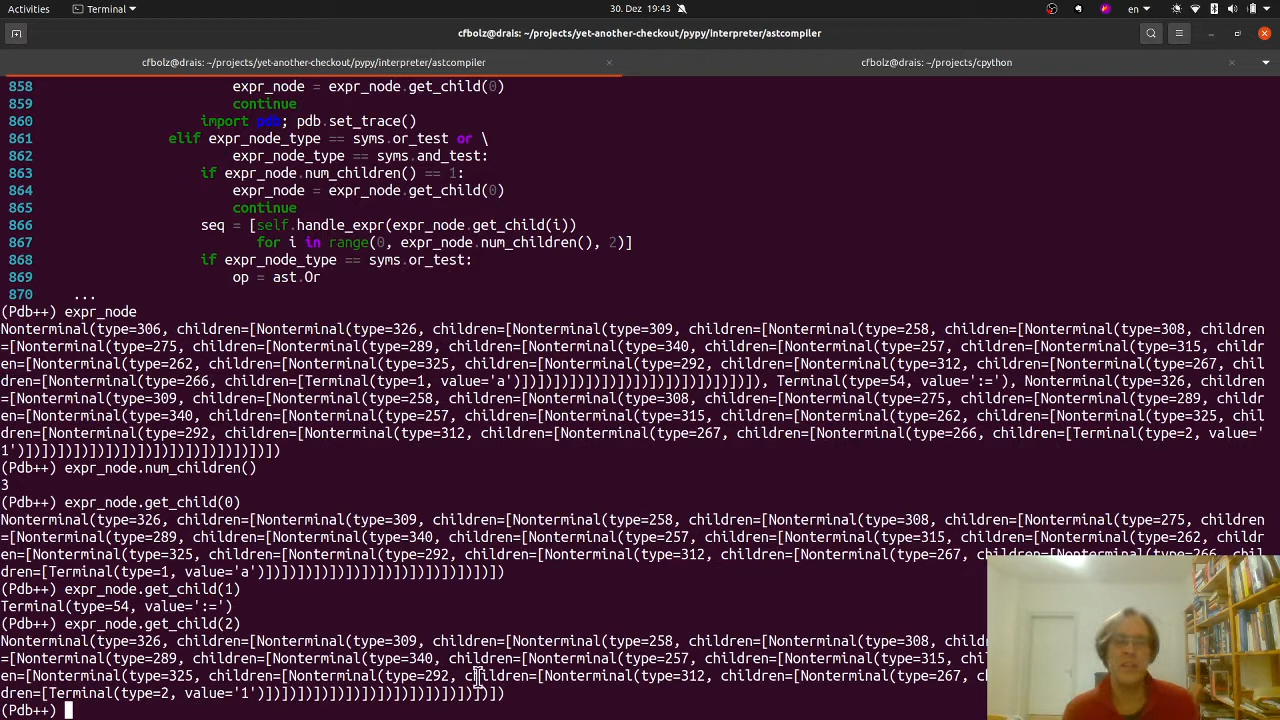 Activities
Terminal
30. Dez 19:43
en
cfbolz@drais: ~/projects/yet-another-checkout/pypy/interpreter/astcompiler
cfbolz@drais: ~/projects/yet-another-checkout/pypy/interpreter/astcompiler
cfbolz@drais: ~/projects/cpython
858 expr_node = expr_node.get_child(0)
859 continue
860 import pdb; pdb.set_trace()
861 elif expr_node_type == syms.or_test or \
862 expr_node_type == syms.and_test:
863 if expr_node.num_children() == 1:
864 expr_node = expr_node.get_child(0)
865 continue
866 seq = [self.handle_expr(expr_node.get_child(i))
867 for i in range(0, expr_node.num_children(), 2)]
868 if expr_node_type == syms.or_test:
869 op = ast.Or
870 ...
(Pdb++) expr_node
Nonterminal(type=306, children=[Nonterminal(type=326, children=[Nonterminal(type=309, children=[Nonterminal(type=258, children=[Nonterminal(type=308, children
=[Nonterminal(type=275, children=[Nonterminal(type=289, children=[Nonterminal(type=340, children=[Nonterminal(type=257, children=[Nonterminal(type=315, childr
en=[Nonterminal(type=262, children=[Nonterminal(type=325, children=[Nonterminal(type=292, children=[Nonterminal(type=312, children=[Nonterminal(type=267, chil
dren=[Nonterminal(type=266, children=[Terminal(type=1, value='a')])])])])])])])])])])])])])])]), Terminal(type=54, value=':='), Nonterminal(type=326, children
=[Nonterminal(type=309, children=[Nonterminal(type=258, children=[Nonterminal(type=308, children=[Nonterminal(type=275, children=[Nonterminal(type=289, childr
en=[Nonterminal(type=340, children=[Nonterminal(type=257, children=[Nonterminal(type=315, children=[Nonterminal(type=262, children=[Nonterminal(type=325, chil
dren=[Nonterminal(type=292, children=[Nonterminal(type=312, children=[Nonterminal(type=267, children=[Nonterminal(type=266, children=[Terminal(type=2, value='
1')])])])])])])])])])])])])])])])])
(Pdb++) expr_node.num_children()
3
(Pdb++) expr_node.get_child(0)
Nonterminal(type=326, children=[Nonterminal(type=309, children=[Nonterminal(type=258, children=[Nonterminal(type=308, children=[Nonterminal(type=275, children
=[Nonterminal(type=289, children=[Nonterminal(type=340, children=[Nonterminal(type=257, children=[Nonterminal(type=315, children=[Nonterminal(type=262, childr
en=[Nonterminal(type=325, children=[Nonterminal(type=292, children=[Nonterminal(type=312, children=[Nonterminal(type=267, children=[Nonterminal(type=266, chil
dren=[Terminal(type=1, value='a')])])])])])])])])])])])])])])])
(Pdb++) expr_node.get_child(1)
Terminal(type=54, value=':=')
(Pdb++) expr_node.get_child(2)
Nonterminal(type=326, children=[Nonterminal(type=309, children=[Nonterminal(type=258, children=[Nonterminal(type=308,
=[Nonterminal(type=289, children=[Nonterminal(type=340, children=[Nonterminal(type=257, children=[Nonterminal(type=315,
en=[Nonterminal(type=325, children=[Nonterminal(type=292, children=[Nonterminal(type=312, children=[Nonterminal(type=267,
dren=[Terminal(type=2, value='1')])])])])])])])])])])])])])])])
(Pdb++)